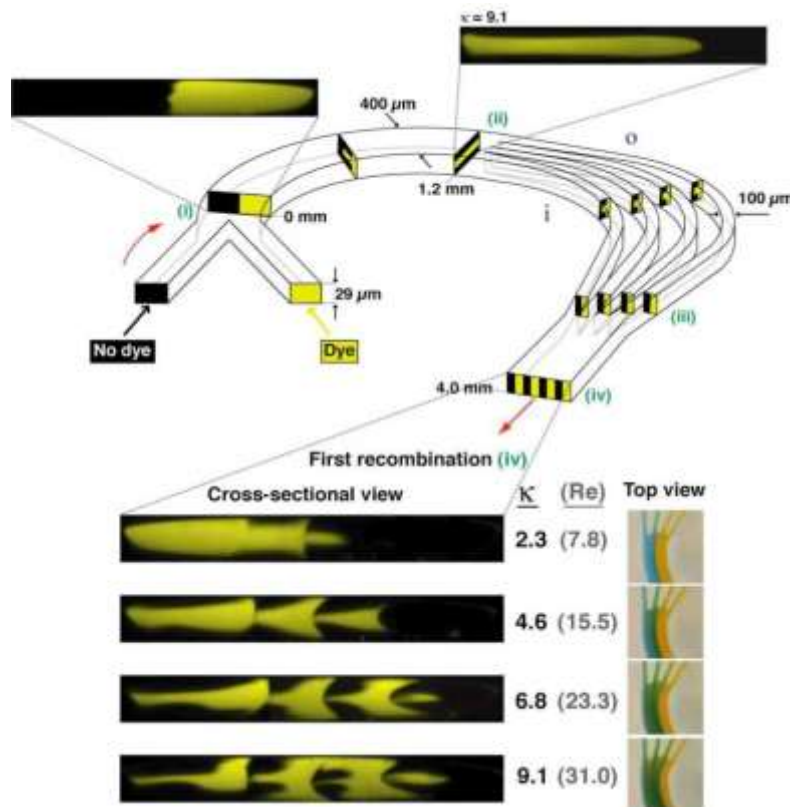 κ = 9.1
400 µm
(ii)
o
(i)
1.2 mm
i
0 mm
100 µm
29 µm
No dye
Dye
(iii)
4.0 mm
(iv)
First recombination (iv)
Cross-sectional view κ (Re) Top view
2.3 (7.8)
4.6 (15.5)
6.8 (23.3)
9.1 (31.0)